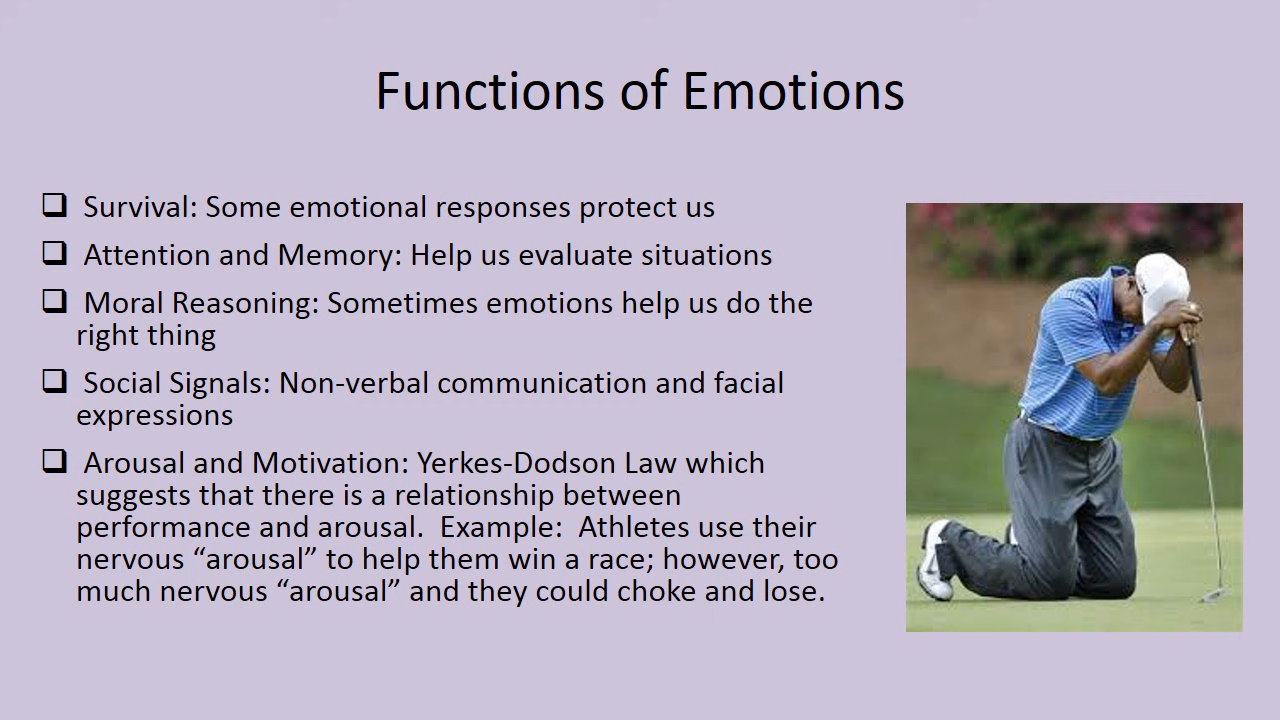 Functions of Emotions
❑ Survival: Some emotional responses protect us
❑ Attention and Memory: Help us evaluate situations
❑ Moral Reasoning: Sometimes emotions help us do the
right thing
❑ Social Signals: Non-verbal communication and facial
expressions
❑ Arousal and Motivation: Yerkes-Dodson Law which
suggests that there is a relationship between
performance and arousal.  Example:  Athletes use their
nervous “arousal” to help them win a race; however, too
much nervous “arousal” and they could choke and lose.